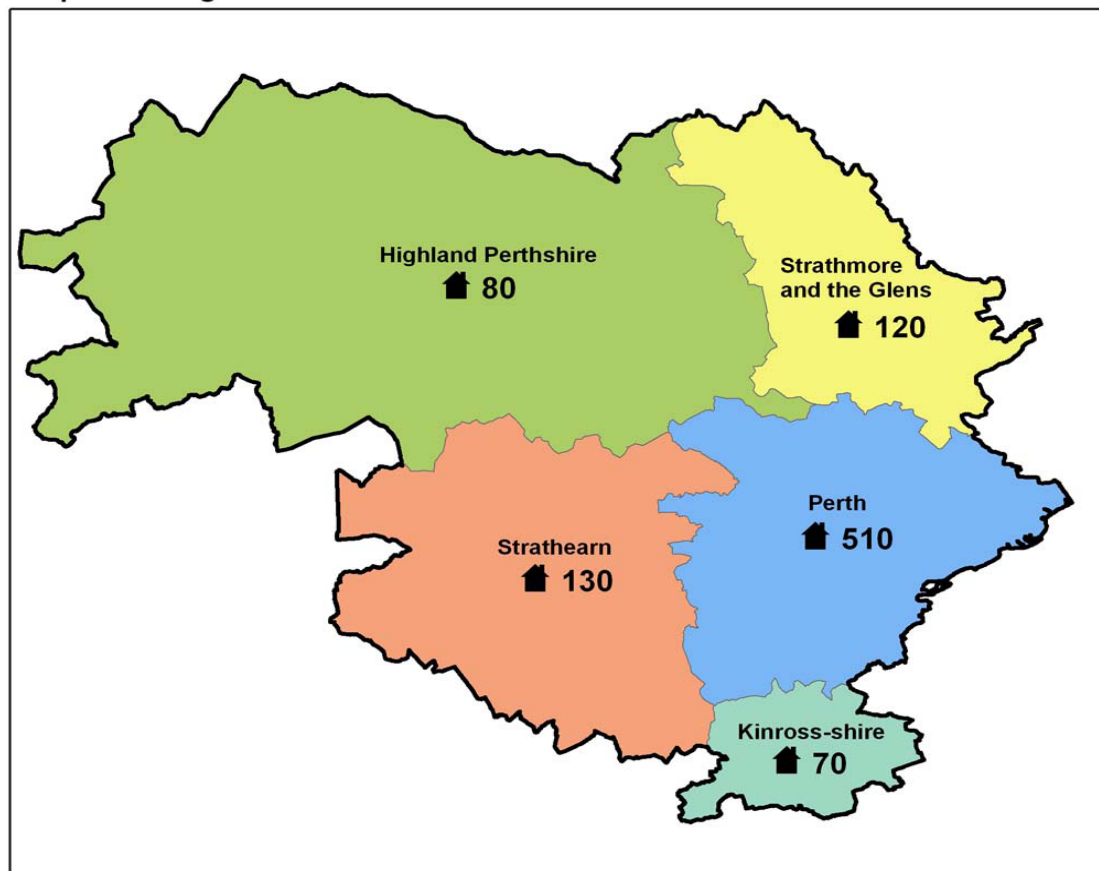 Highland Perthshire
80
Strathmore
and the Glens
120
Perth
510
Strathearn
130
Kinross-shire
70